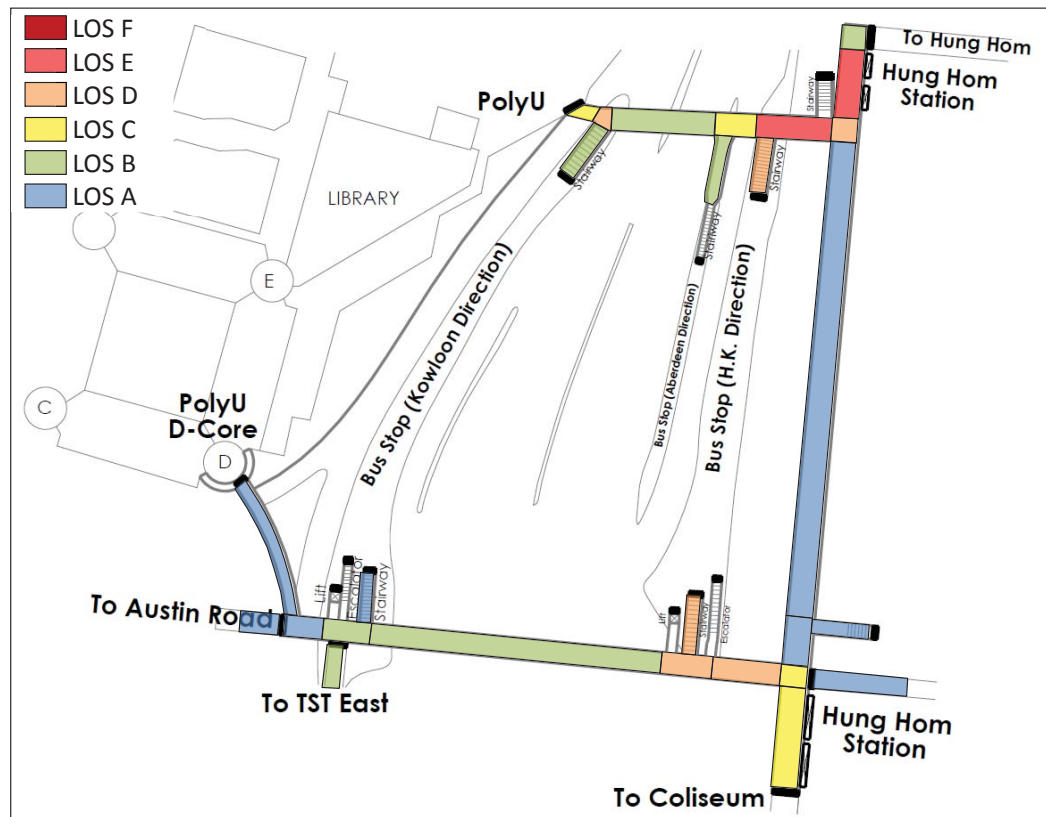 LOS F
LOS E
LOS D
LOS C
LOS B
LOS A
To Hung Hom
Hung Hom
Station
Stairway
PolyU
Stairway
Stairway
Stairway
LIBRARY
E
C
PolyU
D-Core
D
Bus Stop (Kowloon Direction)
Bus Stop (Aberdeen Direction)
Bus Stop (H.K. Direction)
Lift
Escalator
Stairway
To Austin Road
To TST East
Lift
Stairway
Escalator
Hung Hom
Station
To Coliseum